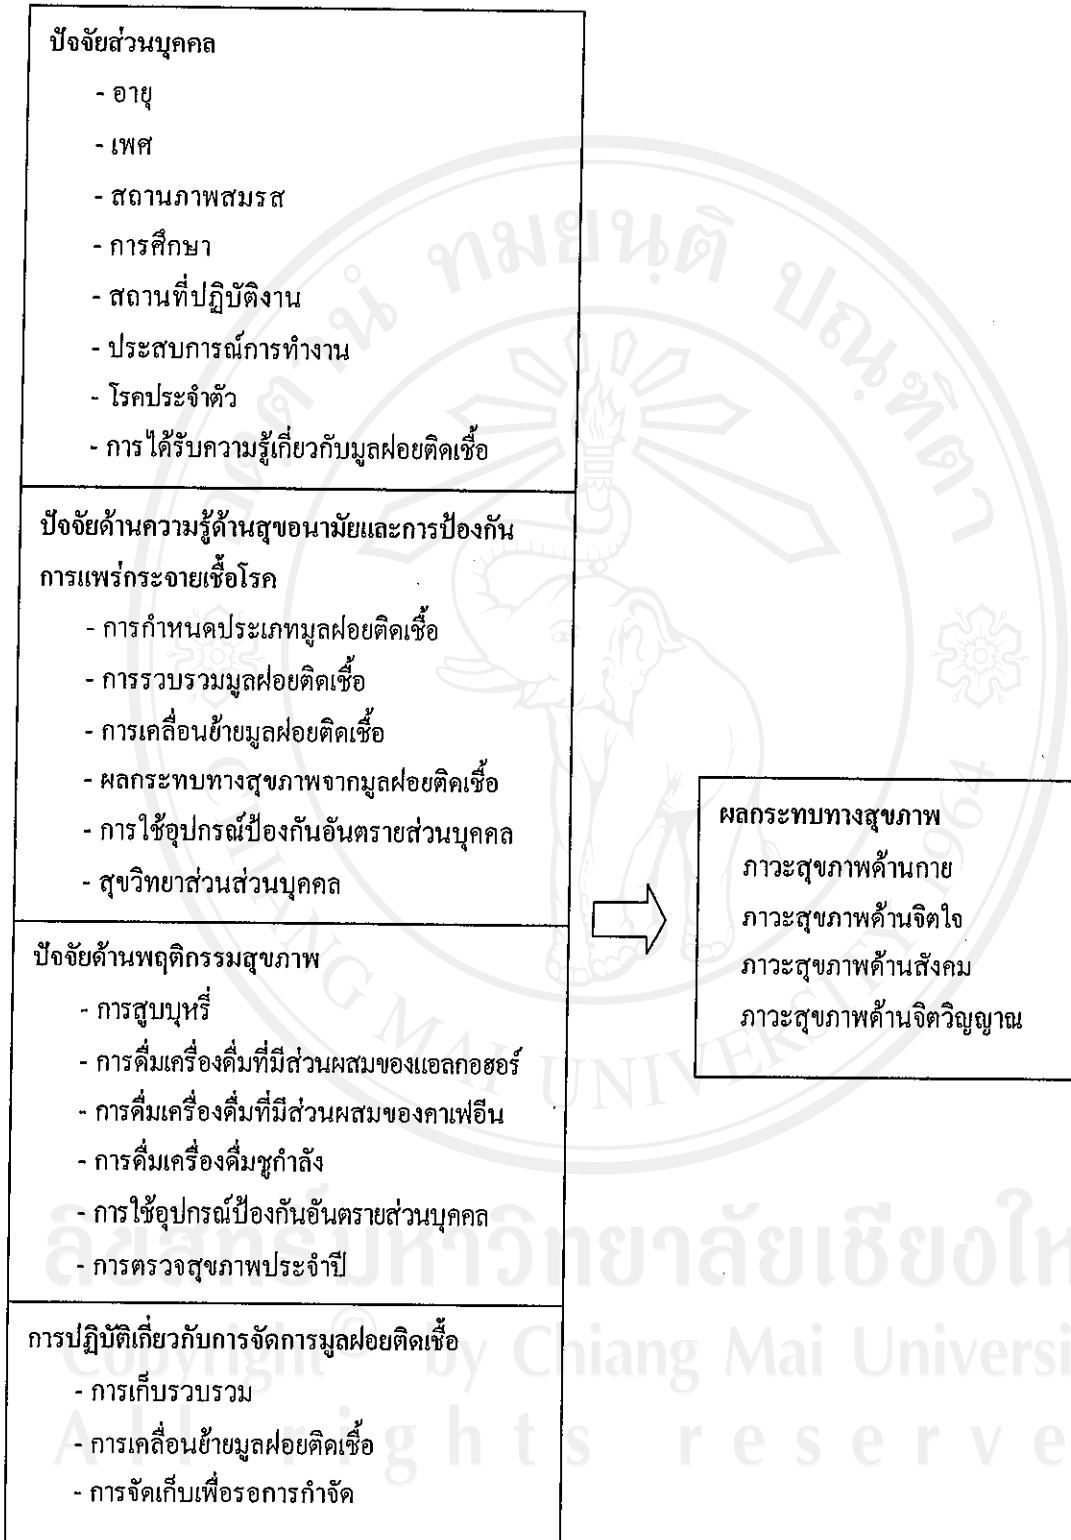 ปัจจัยส่วนบุคคล
- อายุ
- เพศ
- สถานภาพสมรส
- การศึกษา
- สถานที่ปฏิบัติงาน
- ประสบการณ์การทำงาน
- โรคประจำตัว
- การได้รับความรู้เกี่ยวกับมูลฝอยติดเชื้อ
ปัจจัยด้านความรู้ด้านสุขอนามัยและการป้องกัน
การแพร่กระจายเชื้อโรค
- การกำหนดประเภทมูลฝอยติดเชื้อ
- การรวบรวมมูลฝอยติดเชื้อ
- การเคลื่อนย้ายมูลฝอยติดเชื้อ
- ผลกระทบทางสุขภาพจากมูลฝอยติดเชื้อ
- การใช้อุปกรณ์ป้องกันอันตรายส่วนบุคคล
- สุขวิทยาส่วนส่วนบุคคล
ปัจจัยด้านพฤติกรรมสุขภาพ
- การสูบบุหรี่
- การดื่มเครื่องดื่มที่มีส่วนผสมของแอลกอฮอร์
- การดื่มเครื่องดื่มที่มีส่วนผสมของคาเฟอีน
- การดื่มเครื่องดื่มชูกำลัง
- การใช้อุปกรณ์ป้องกันอันตรายส่วนบุคคล
- การตรวจสุขภาพประจำปี
การปฏิบัติเกี่ยวกับการจัดการมูลฝอยติดเชื้อ
- การเก็บรวบรวม
- การเคลื่อนย้ายมูลฝอยติดเชื้อ
- การจัดเก็บเพื่อรอการกำจัด
ผลกระทบทางสุขภาพ
ภาวะสุขภาพด้านกาย
ภาวะสุขภาพด้านจิตใจ
ภาวะสุขภาพด้านสังคม
ภาวะสุขภาพด้านจิตวิญญาณ
อตฺตานํ ทมยนฺติ ปณฺฑิตา
CHIANG MAI UNIVERSITY 1964
ลิขสิทธิ์มหาวิทยาลัยเชียงให
Copyright © by Chiang Mai Universi
All rights reserve